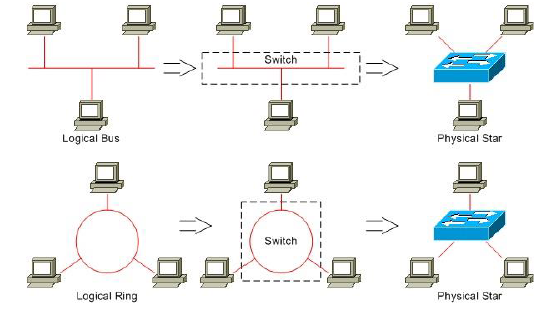 Switch
Logical Bus
Physical Star
Switch
Logical Ring
Physical Star